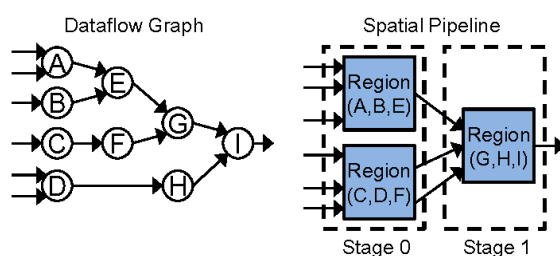 Dataflow Graph
A
B
C
D
E
F
G
H
I
Spatial Pipeline
Region
(A,B,E)
Region
(C,D,F)
Region
(G,H,I)
Stage 0
Stage 1